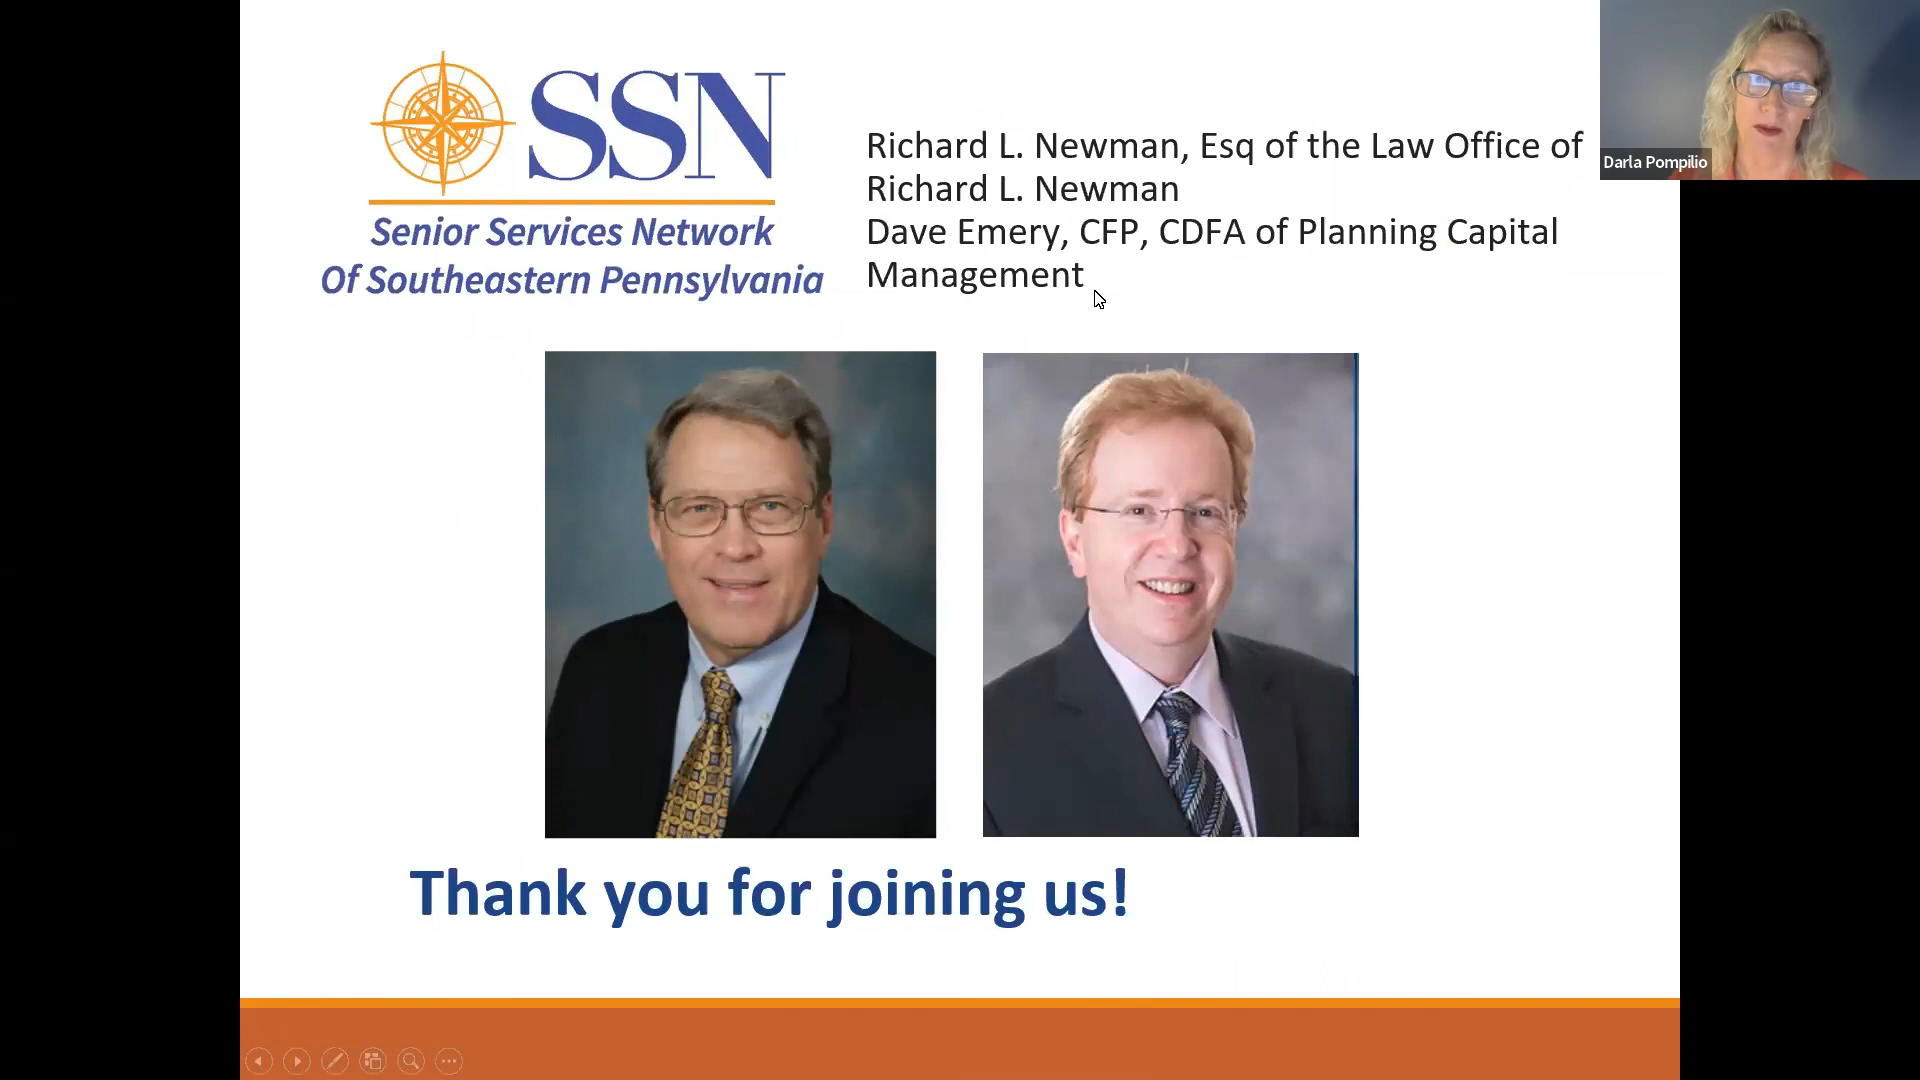 SSN
Senior Services Network
Of Southeastern Pennsylvania
Richard L. Newman, Esq of the Law Office of
Richard L. Newman
Dave Emery, CFP, CDFA of Planning Capital
Management
Darla Pompilio
Thank you for joining us!